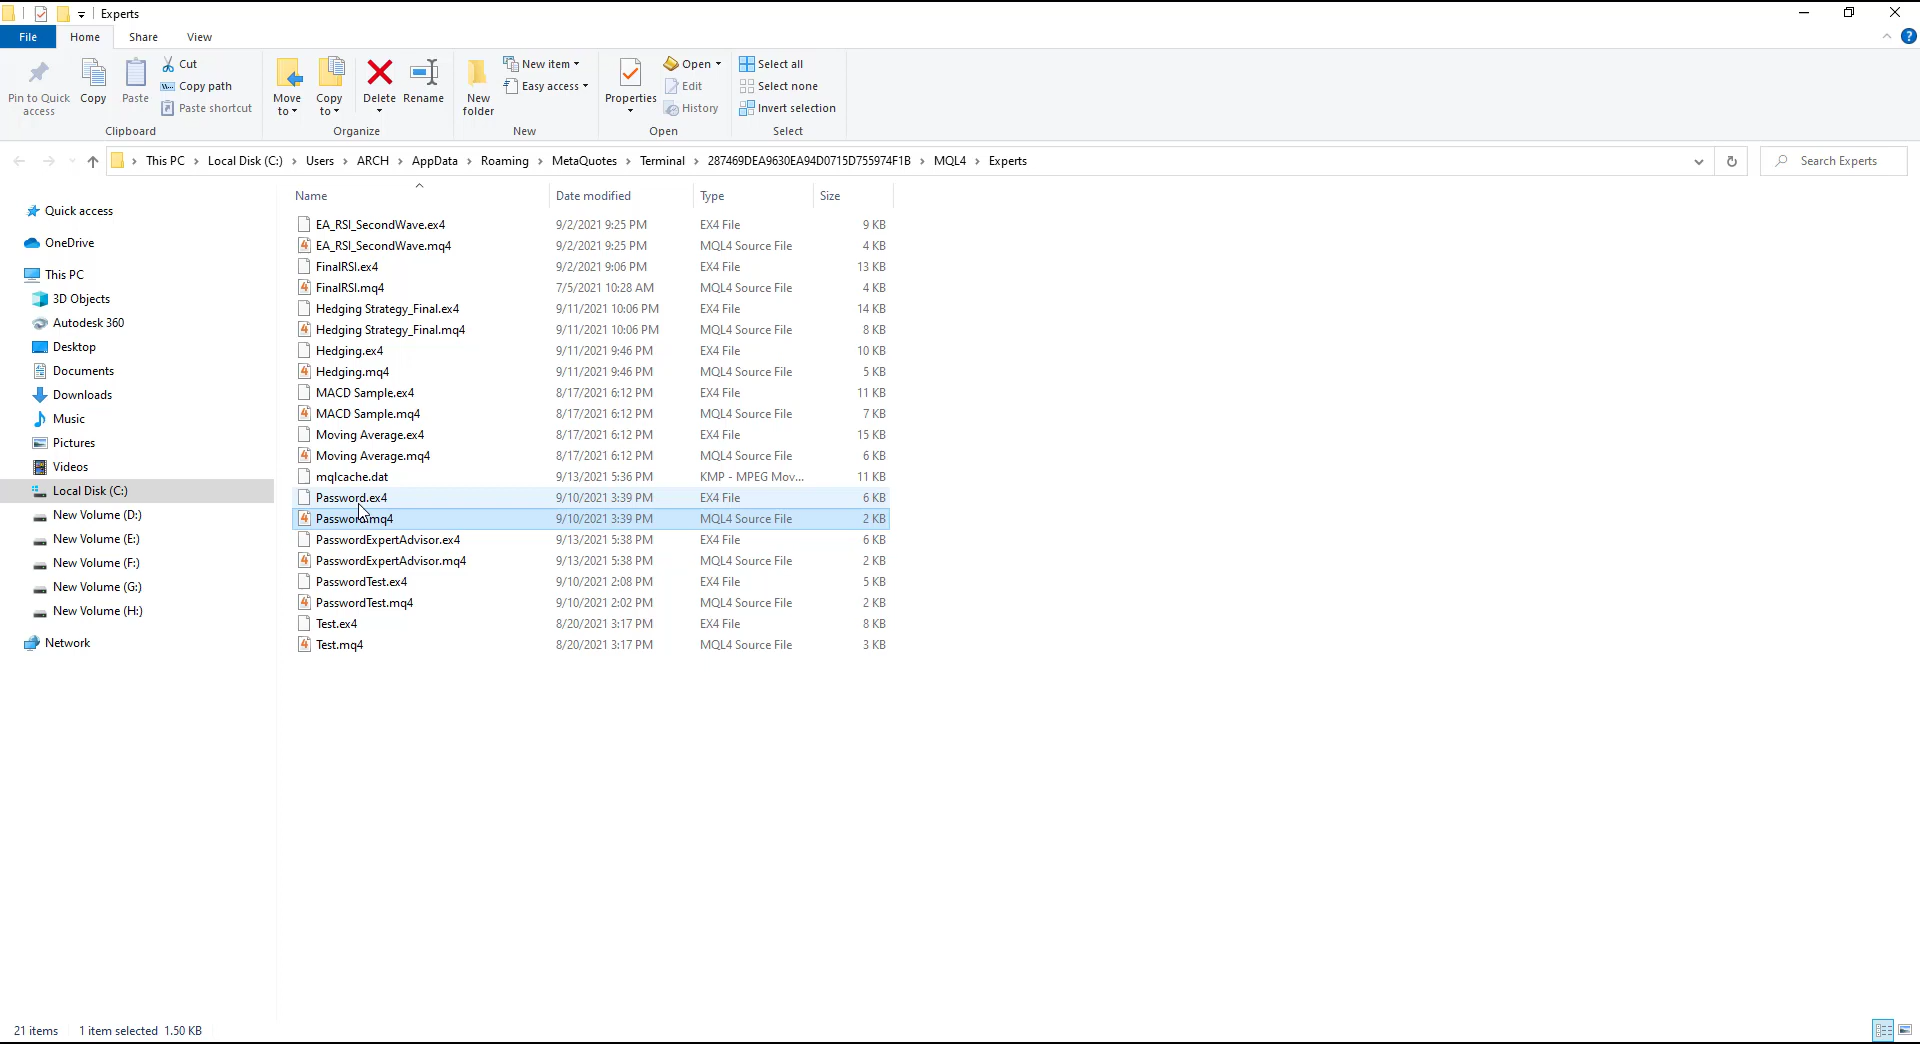 Experts
File Home Share View
Pin to Quick access
Copy
Paste
Cut
Copy path
Paste shortcut
Clipboard
Move to
Copy to
Delete
Rename
Organize
New folder
New item
Easy access
New
Properties
Open
Edit
History
Open
Select all
Select none
Invert selection
Select
This PC > Local Disk (C:) > Users > ARCH > AppData > Roaming > MetaQuotes > Terminal > 287469DEA9630EA94D0715D755974F1B > MQL4 > Experts
Search Experts
Quick access
OneDrive
This PC
3D Objects
Autodesk 360
Desktop
Documents
Downloads
Music
Pictures
Videos
Local Disk (C:)
New Volume (D:)
New Volume (E:)
New Volume (F:)
New Volume (G:)
New Volume (H:)
Network
Name Date modified Type Size
EA_RSI_SecondWave.ex4 9/2/2021 9:25 PM EX4 File 9 KB
EA_RSI_SecondWave.mq4 9/2/2021 9:25 PM MQL4 Source File 4 KB
FinalRSI.ex4 9/2/2021 9:06 PM EX4 File 13 KB
FinalRSI.mq4 7/5/2021 10:28 AM MQL4 Source File 4 KB
Hedging Strategy_Final.ex4 9/11/2021 10:06 PM EX4 File 14 KB
Hedging Strategy_Final.mq4 9/11/2021 10:06 PM MQL4 Source File 8 KB
Hedging.ex4 9/11/2021 9:46 PM EX4 File 10 KB
Hedging.mq4 9/11/2021 9:46 PM MQL4 Source File 5 KB
MACD Sample.ex4 8/17/2021 6:12 PM EX4 File 11 KB
MACD Sample.mq4 8/17/2021 6:12 PM MQL4 Source File 7 KB
Moving Average.ex4 8/17/2021 6:12 PM EX4 File 15 KB
Moving Average.mq4 8/17/2021 6:12 PM MQL4 Source File 6 KB
mqlcache.dat 9/13/2021 5:36 PM KMP - MPEG Mov... 11 KB
Password.ex4 9/10/2021 3:39 PM EX4 File 6 KB
Password.mq4 9/10/2021 3:39 PM MQL4 Source File 2 KB
PasswordExpertAdvisor.ex4 9/13/2021 5:38 PM EX4 File 6 KB
PasswordExpertAdvisor.mq4 9/13/2021 5:38 PM MQL4 Source File 2 KB
PasswordTest.ex4 9/10/2021 2:08 PM EX4 File 5 KB
PasswordTest.mq4 9/10/2021 2:02 PM MQL4 Source File 2 KB
Test.ex4 8/20/2021 3:17 PM EX4 File 8 KB
Test.mq4 8/20/2021 3:17 PM MQL4 Source File 3 KB
21 items 1 item selected 1.50 KB